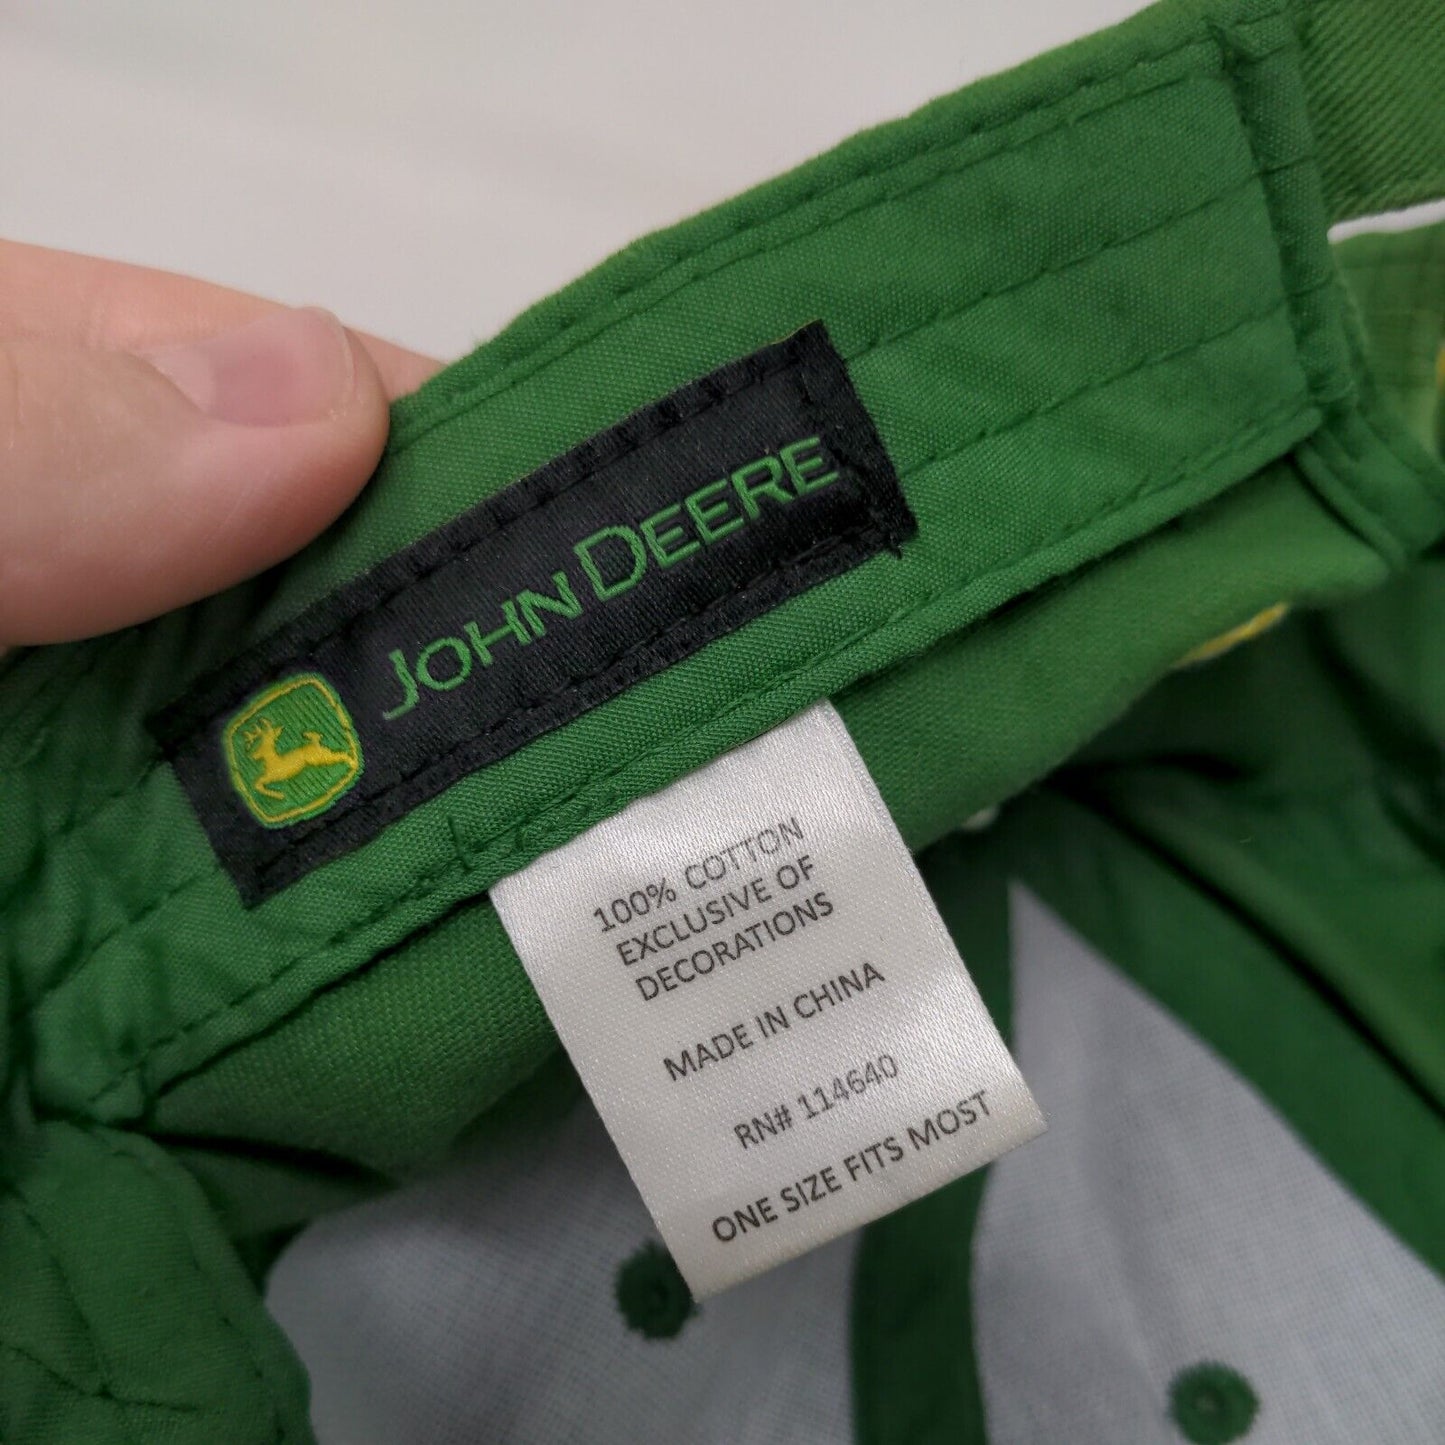 JOHN DEERE
100% COTTON
EXCLUSIVE OF
DECORATIONS
MADE IN CHINA
RN# 114640
ONE SIZE FITS MOST